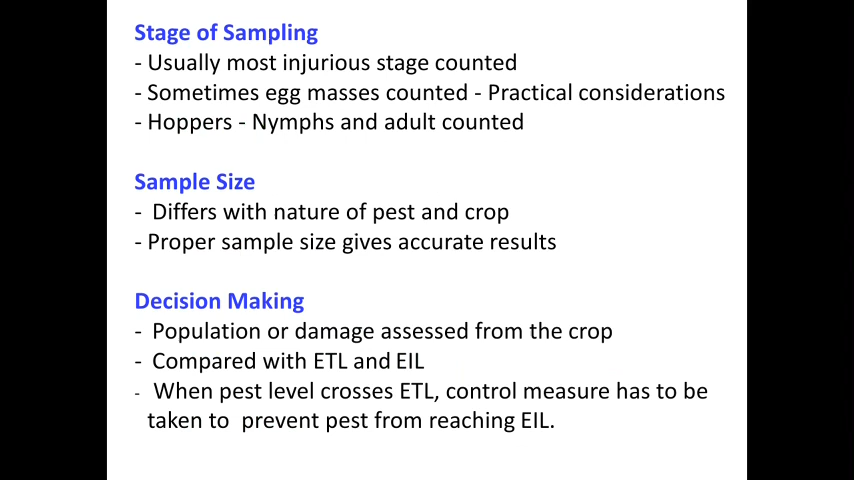 Stage of Sampling
- Usually most injurious stage counted
- Sometimes egg masses counted - Practical considerations
- Hoppers - Nymphs and adult counted
Sample Size
- Differs with nature of pest and crop
- Proper sample size gives accurate results
Decision Making
- Population or damage assessed from the crop
- Compared with ETL and EIL
- When pest level crosses ETL, control measure has to be
taken to prevent pest from reaching EIL.